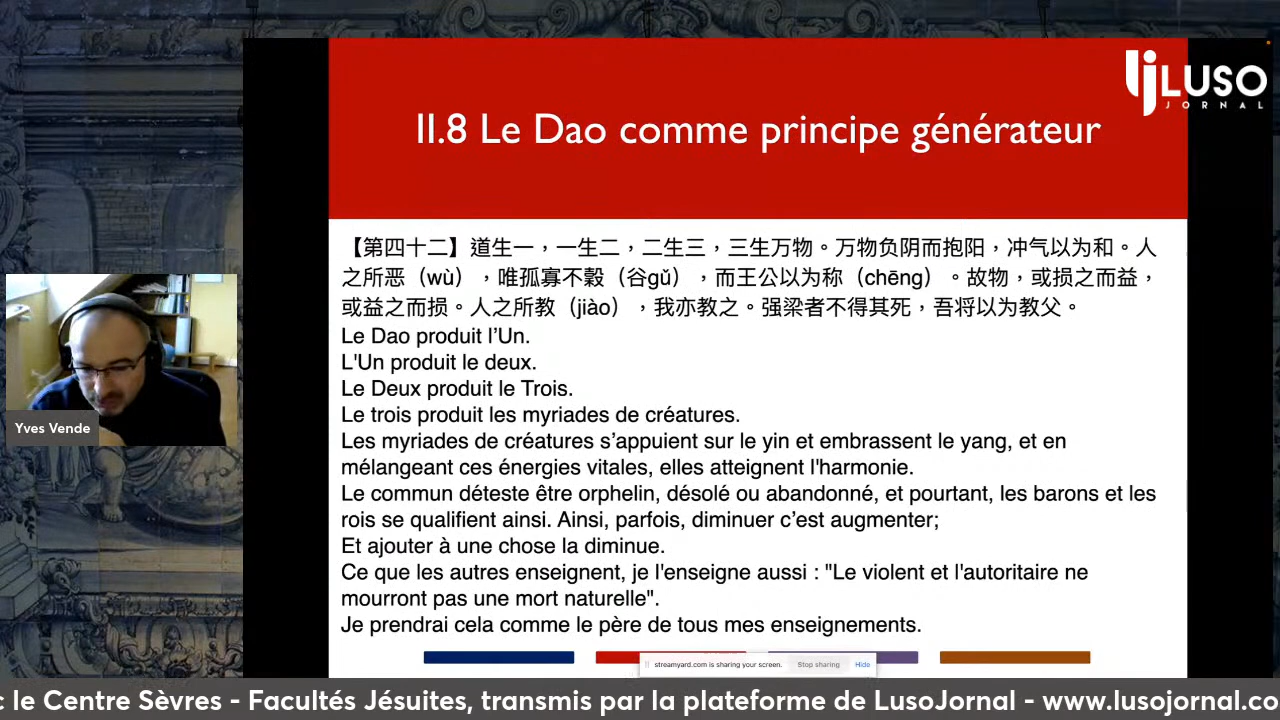 LUSO
JORNAL
II.8 Le Dao comme principe générateur
【第四十二】道生一，一生二，二生三，三生万物。万物负阴而抱阳，冲气以为和。人
之所恶（wù），唯孤寡不穀（谷gǔ），而王公以为称（chēng）。故物，或损之而益，
或益之而损。人之所教（jiào），我亦教之。强梁者不得其死，吾将以为教父。
Le Dao produit l’Un.
L'Un produit le deux.
Le Deux produit le Trois.
Le trois produit les myriades de créatures.
Les myriades de créatures s’appuient sur le yin et embrassent le yang, et en
mélangeant ces énergies vitales, elles atteignent l'harmonie.
Le commun déteste être orphelin, désolé ou abandonné, et pourtant, les barons et les
rois se qualifient ainsi. Ainsi, parfois, diminuer c’est augmenter;
Et ajouter à une chose la diminue.
Ce que les autres enseignent, je l'enseigne aussi : "Le violent et l'autoritaire ne
mourront pas une mort naturelle".
Je prendrai cela comme le père de tous mes enseignements.
Yves Vende
streamyard.com is sharing your screen. Stop sharing Hide
c le Centre Sèvres - Facultés Jésuites, transmis par la plateforme de LusoJornal - www.lusojornal.co